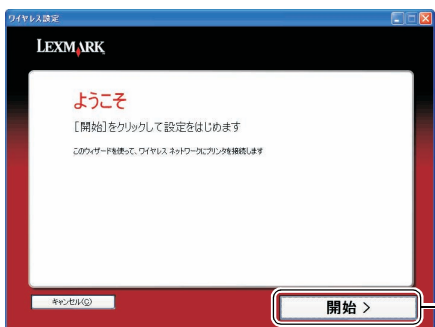 ワイヤレス設定
LEXMARK
ようこそ
[開始]をクリックして設定をはじめます
このウィザードを使って、ワイヤレス ネットワークにプリンタを接続します
キャンセル(C)
開始 >